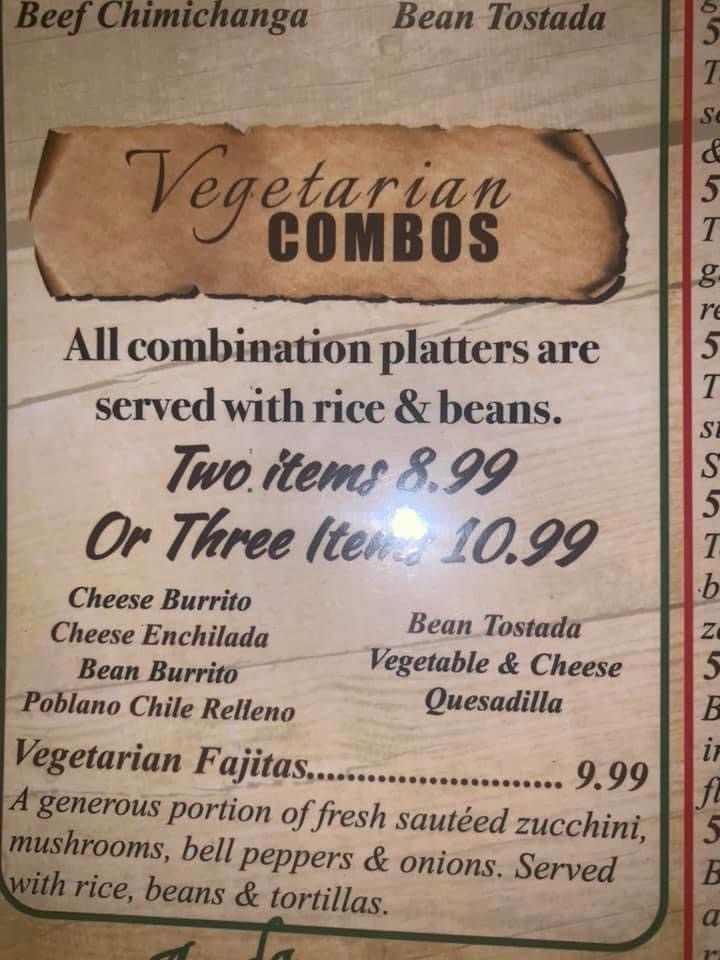 Beef Chimichanga Bean Tostada
Vegetarian
COMBOS
All combination platters are
served with rice & beans.
Two items 8.99
Or Three Items 10.99
Cheese Burrito
Cheese Enchilada
Bean Burrito
Poblano Chile Relleno
Bean Tostada
Vegetable & Cheese
Quesadilla
Vegetarian Fajitas............................ 9.99
A generous portion of fresh sautéed zucchini,
mushrooms, bell peppers & onions. Served
with rice, beans & tortillas.